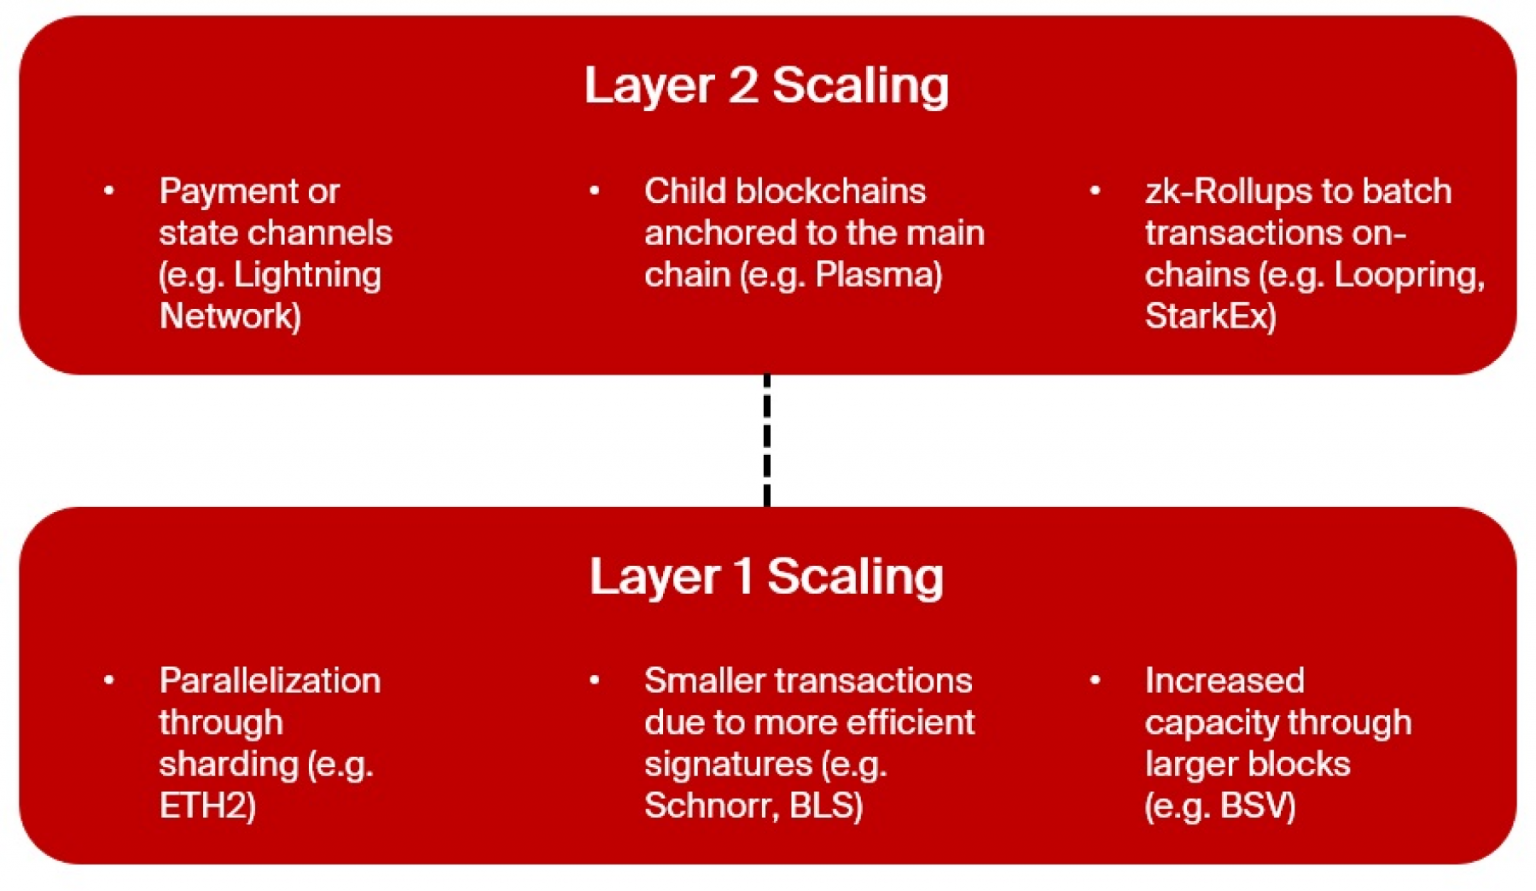 Layer 2 Scaling
• Payment or
state channels
(e.g. Lightning
Network)
• Child blockchains
anchored to the main
chain (e.g. Plasma)
• zk-Rollups to batch
transactions on-
chains (e.g. Loopring,
StarkEx)
Layer 1 Scaling
• Parallelization
through
sharding (e.g.
ETH2)
• Smaller transactions
due to more efficient
signatures (e.g.
Schnorr, BLS)
• Increased
capacity through
larger blocks
(e.g. BSV)